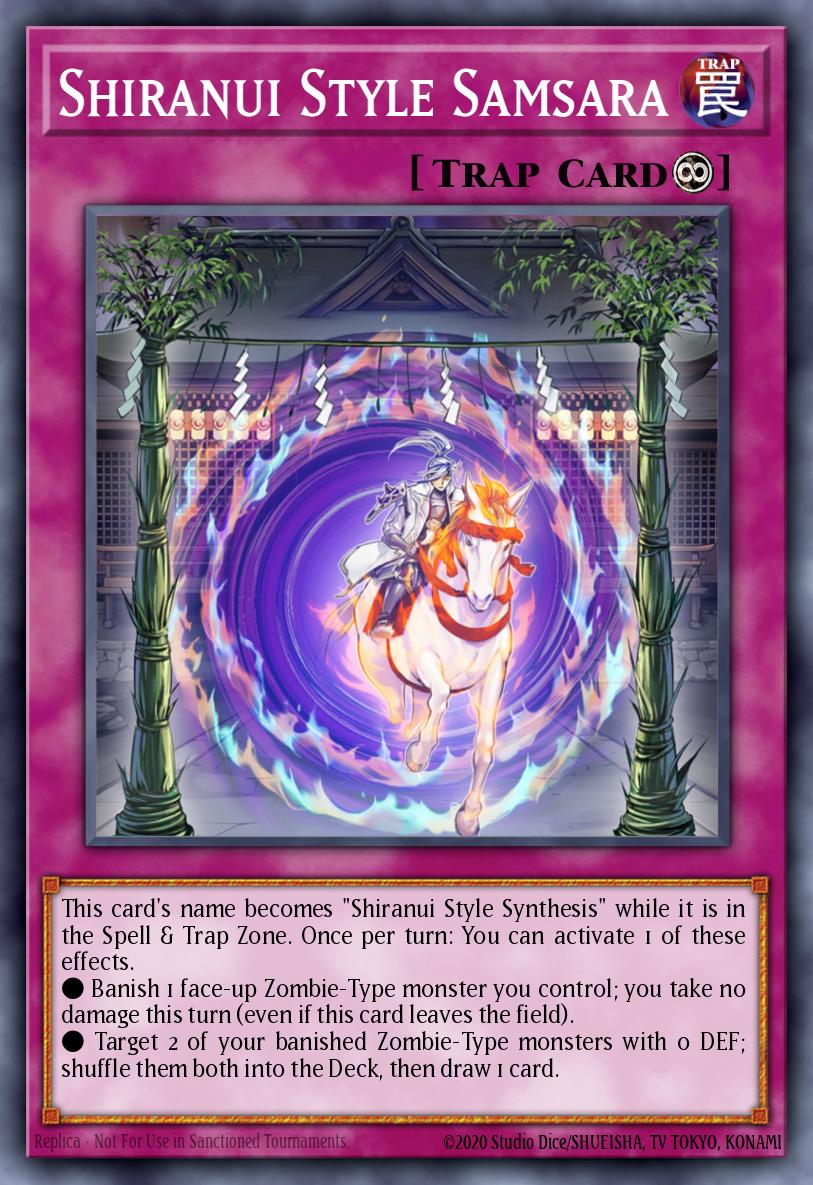 Shiranui Style Samsara
TRAP
罠
[ Trap Card ]
This card's name becomes "Shiranui Style Synthesis" while it is in
the Spell & Trap Zone. Once per turn: You can activate 1 of these
effects.
● Banish 1 face-up Zombie-Type monster you control; you take no
damage this turn (even if this card leaves the field).
● Target 2 of your banished Zombie-Type monsters with 0 DEF;
shuffle them both into the Deck, then draw 1 card.
Replica - Not For Use in Sanctioned Tournaments.
©2020 Studio Dice/SHUEISHA, TV TOKYO, KONAMI